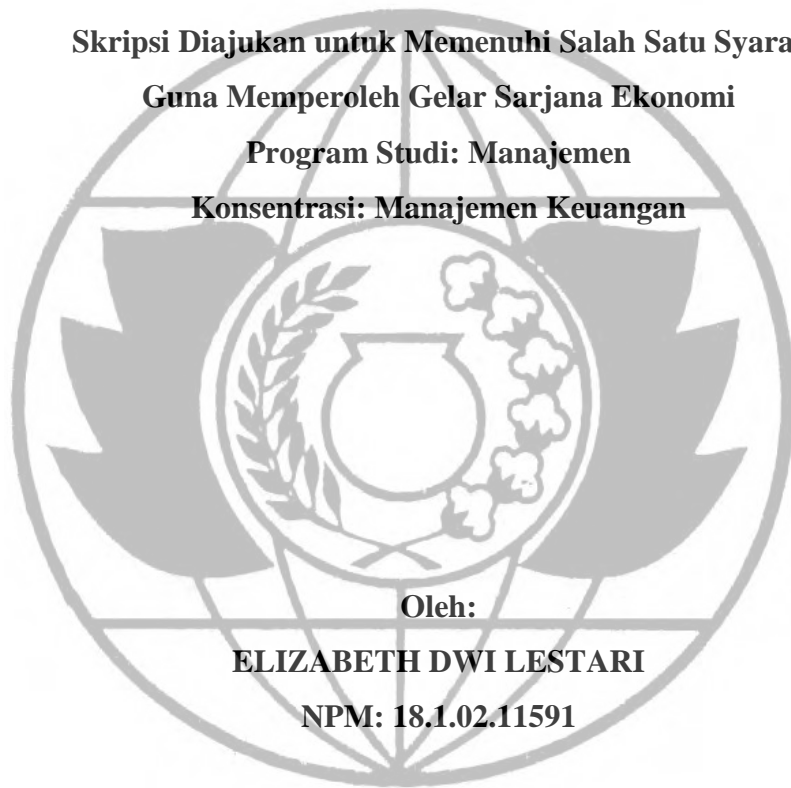 Skripsi Diajukan untuk Memenuhi Salah Satu Syara
Guna Memperoleh Gelar Sarjana Ekonomi
Program Studi: Manajemen
Konsentrasi: Manajemen Keuangan
Oleh:
ELIZABETH DWI LESTARI
NPM: 18.1.02.11591